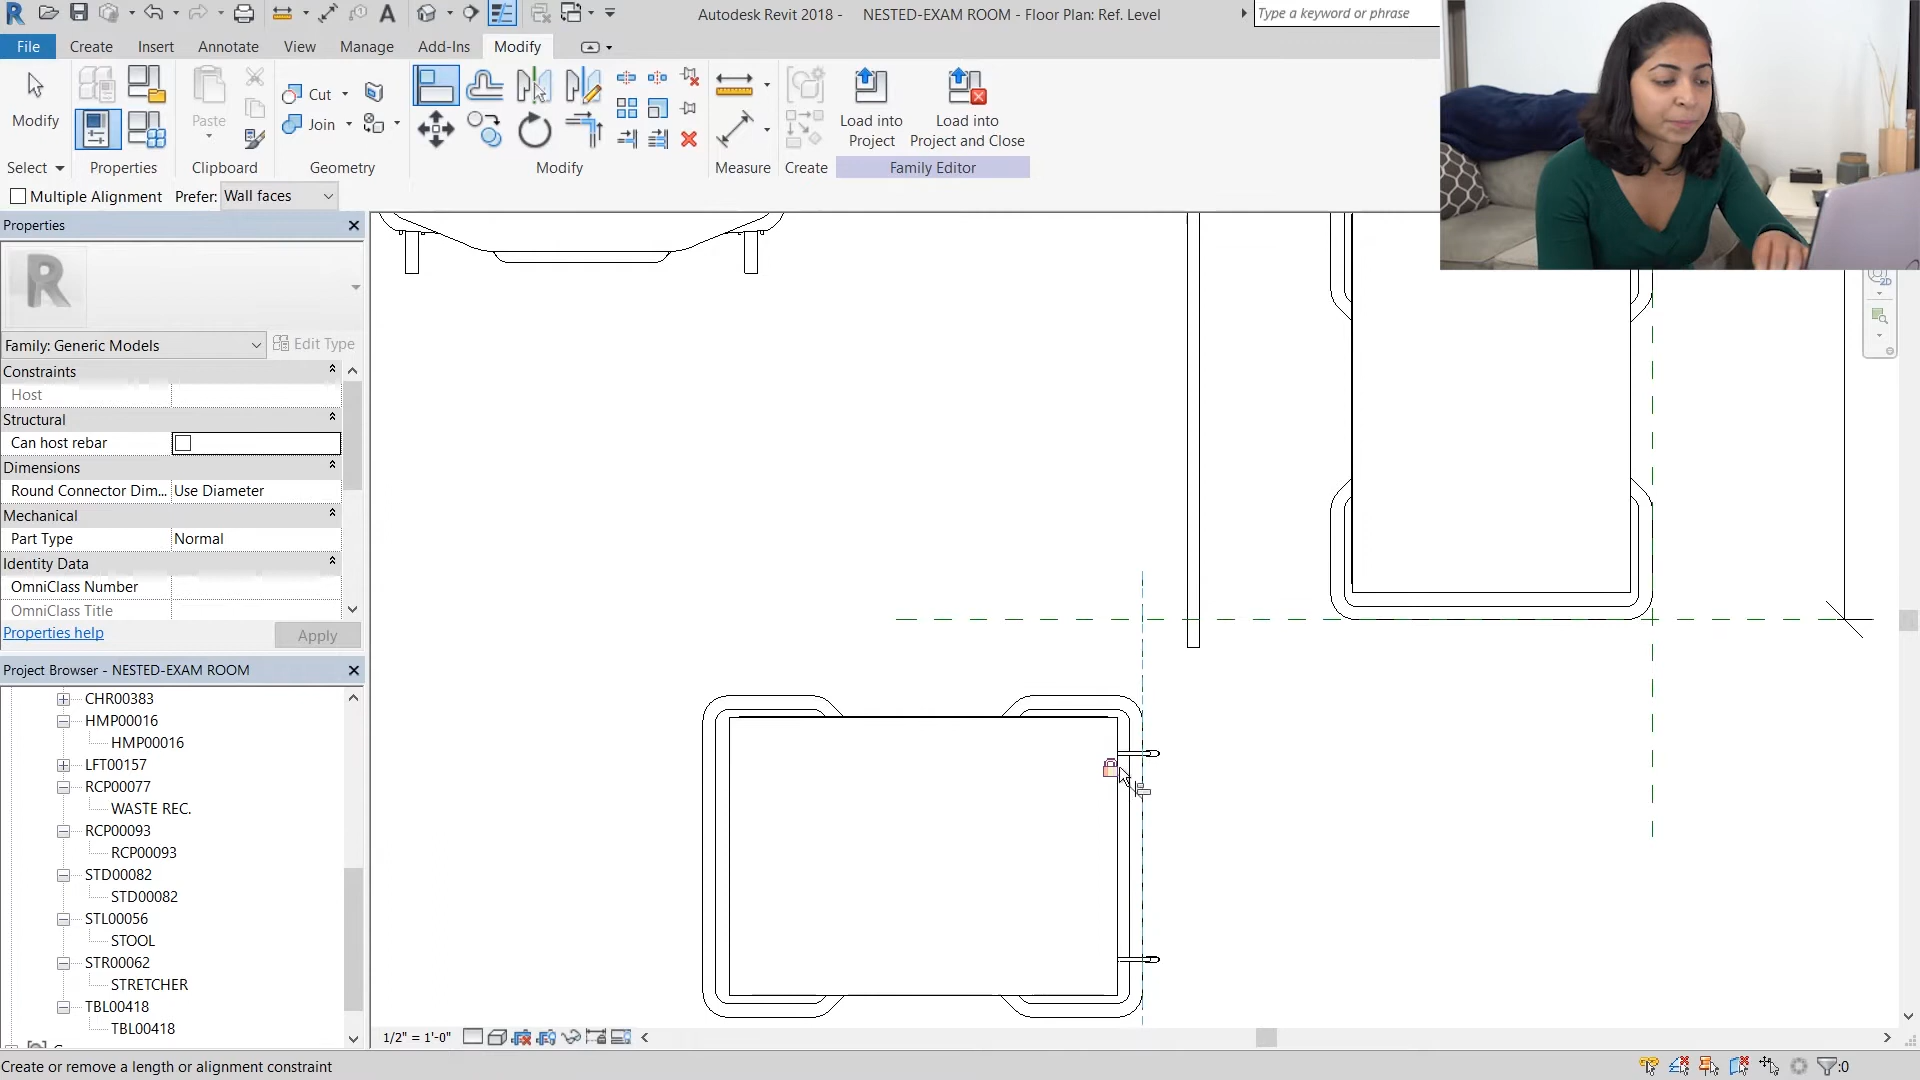 Autodesk Revit 2018 -     NESTED-EXAM ROOM - Floor Plan: Ref. Level
Type a keyword or phrase
File Create Insert Annotate View Manage Add-Ins Modify
Modify
Paste
Cut
Join
Load into
Project
Load into
Project and Close
Select Properties Clipboard Geometry Modify Measure Create Family Editor
Multiple Alignment Prefer: Wall faces
Properties
R
Family: Generic Models Edit Type
Constraints
Host
Structural
Can host rebar
Dimensions
Round Connector Dim... Use Diameter
Mechanical
Part Type Normal
Identity Data
OmniClass Number
OmniClass Title
Properties help Apply
Project Browser - NESTED-EXAM ROOM
CHR00383
HMP00016
HMP00016
LFT00157
RCP00077
WASTE REC.
RCP00093
RCP00093
STD00082
STD00082
STL00056
STOOL
STR00062
STRETCHER
TBL00418
TBL00418
2D
1/2" = 1'-0"
Create or remove a length or alignment constraint
:0